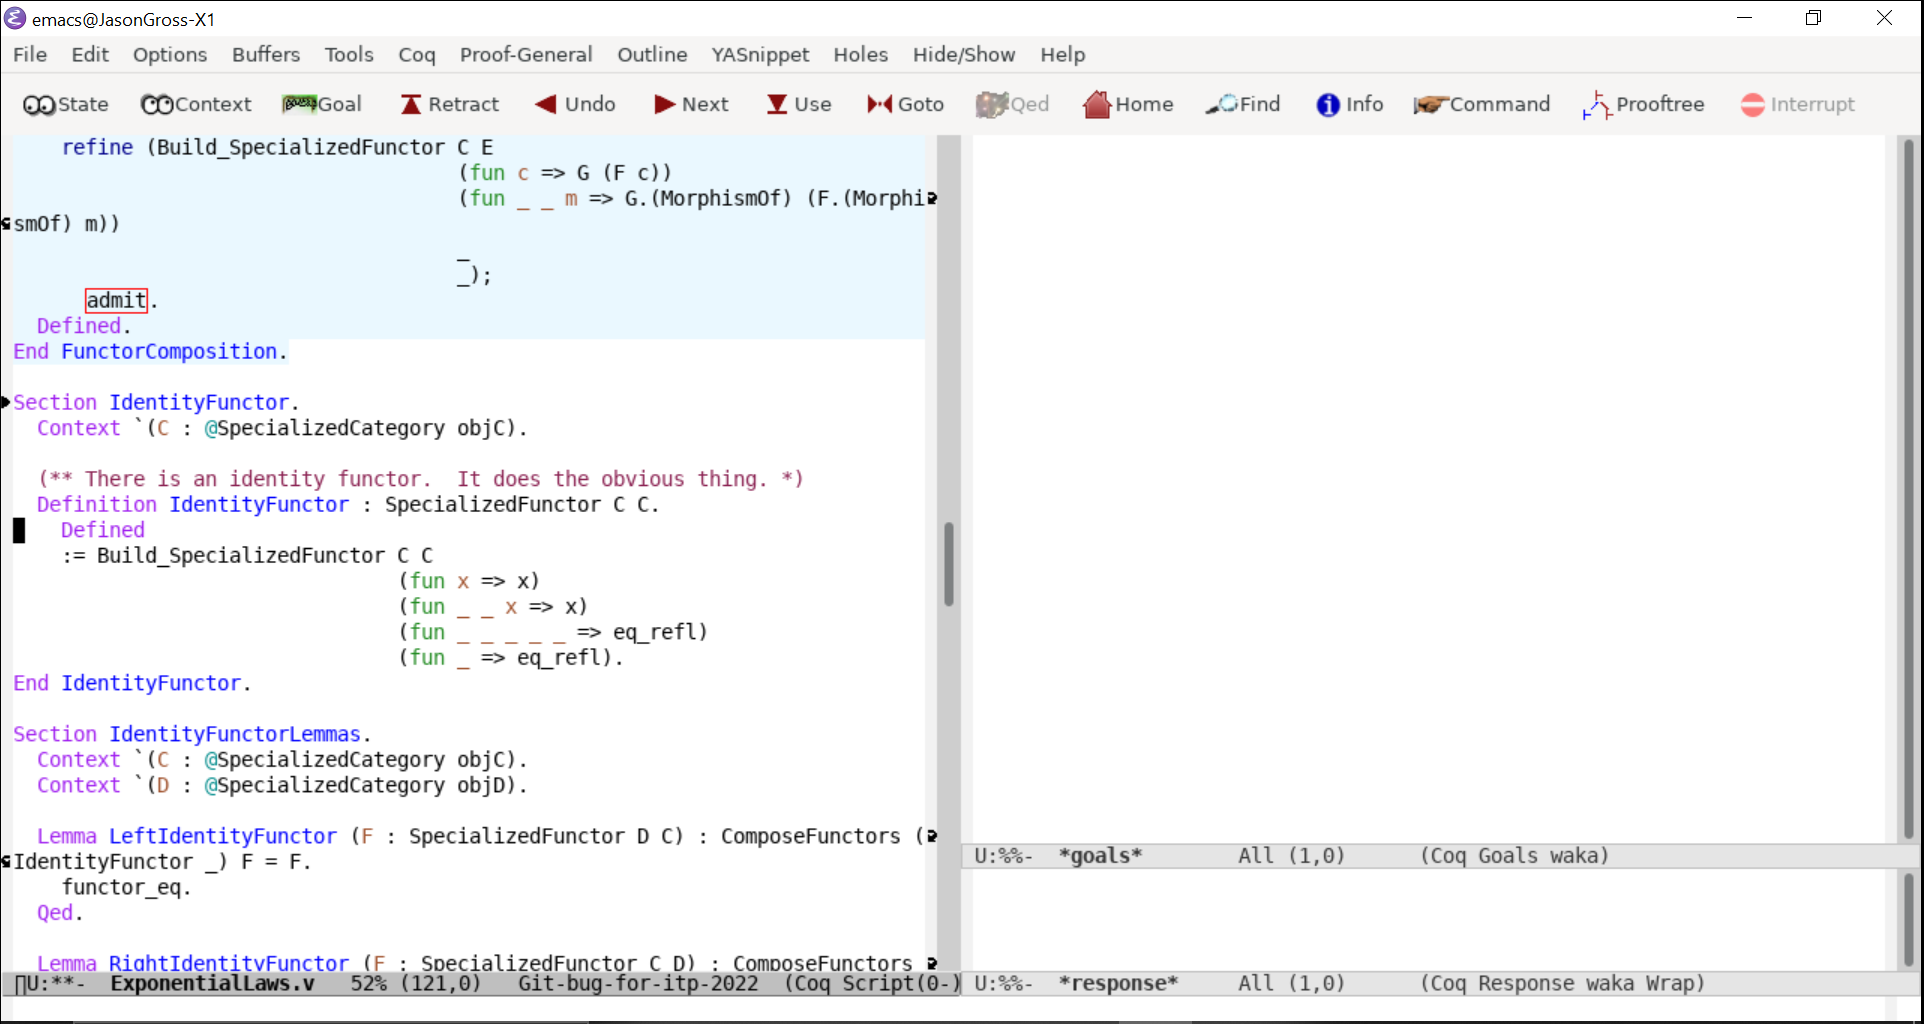 emacs@JasonGross-X1
File Edit Options Buffers Tools Coq Proof-General Outline YASnippet Holes Hide/Show Help
State Context Goal Retract Undo Next Use Goto Qed Home Find Info Command Prooftree Interrupt
refine (Build_SpecializedFunctor C E
(fun c => G (F c))
(fun _ _ m => G.(MorphismOf) (F.(Morphi
smOf) m))
_
_);
admit.
Defined.
End FunctorComposition.
Section IdentityFunctor.
Context `(C : @SpecializedCategory objC).
(** There is an identity functor.  It does the obvious thing. *)
Definition IdentityFunctor : SpecializedFunctor C C.
Defined
:= Build_SpecializedFunctor C C
(fun x => x)
(fun _ _ x => x)
(fun _ _ _ _ _ => eq_refl)
(fun _ => eq_refl).
End IdentityFunctor.
Section IdentityFunctorLemmas.
Context `(C : @SpecializedCategory objC).
Context `(D : @SpecializedCategory objD).
Lemma LeftIdentityFunctor (F : SpecializedFunctor D C) : ComposeFunctors (
IdentityFunctor _) F = F.
functor_eq.
Qed.
Lemma RightIdentityFunctor (F : SpecializedFunctor C D) : ComposeFunctors
U:**-  ExponentialLaws.v   52% (121,0)   Git-bug-for-itp-2022  (Coq Script(0-)
U:%%-  *goals*        All (1,0)      (Coq Goals waka)
U:%%-  *response*     All (1,0)      (Coq Response waka Wrap)